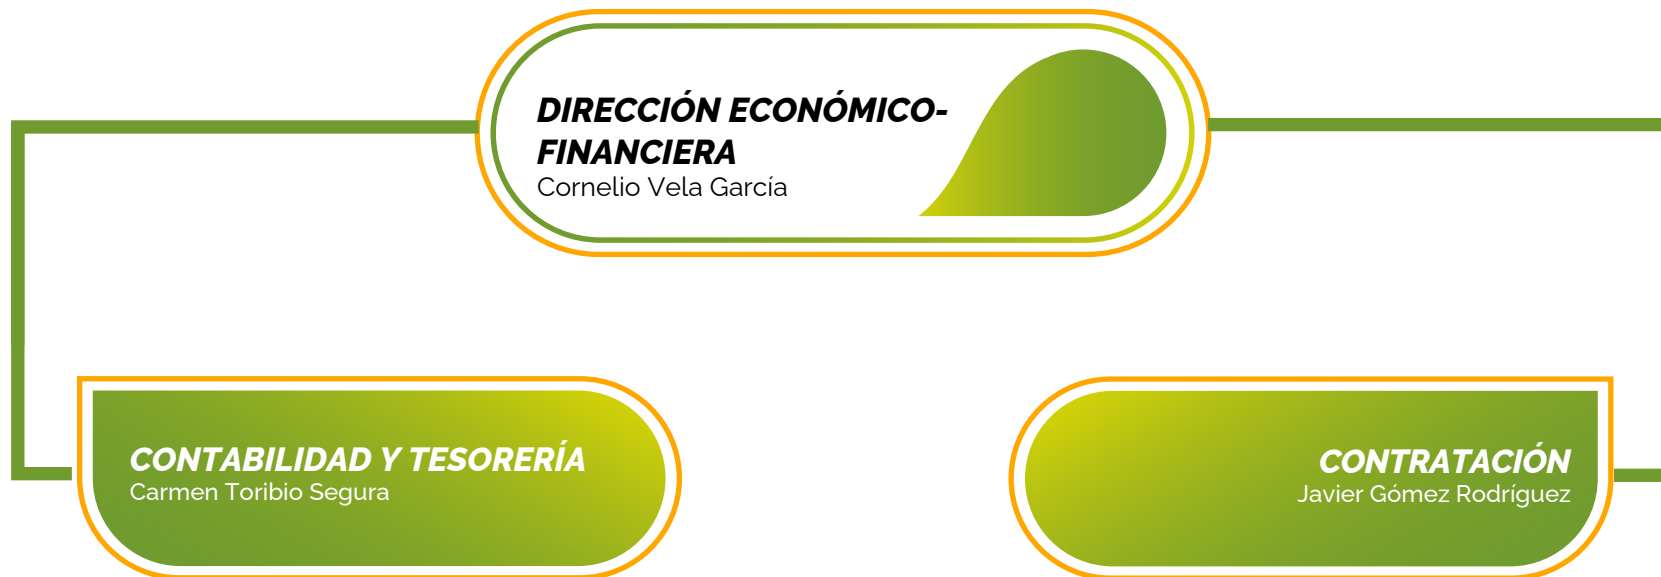 DIRECCIÓN ECONÓMICO-
FINANCIERA
Cornelio Vela García
CONTABILIDAD Y TESORERÍA
Carmen Toribio Segura
CONTRATACIÓN
Javier Gómez Rodríguez